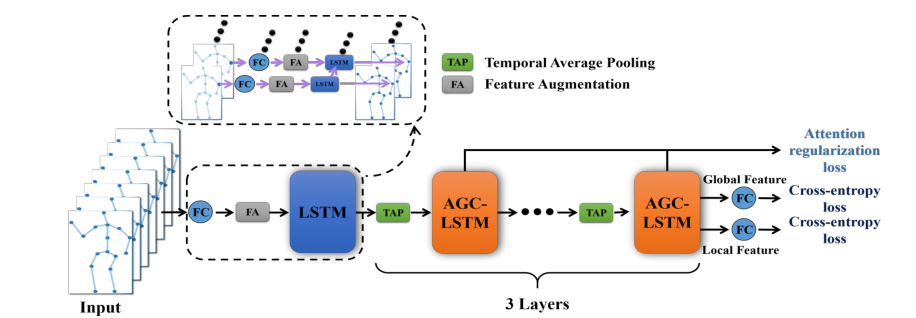 FC
FA
LSTM
FC
FA
LSTM
TAP
Temporal Average Pooling
FA
Feature Augmentation
Attention
regularization
loss
Global Feature
FC
Cross-entropy
loss
FC
FA
LSTM
TAP
AGC-
LSTM
TAP
AGC-
LSTM
FC
Cross-entropy
loss
Local Feature
Input
3 Layers